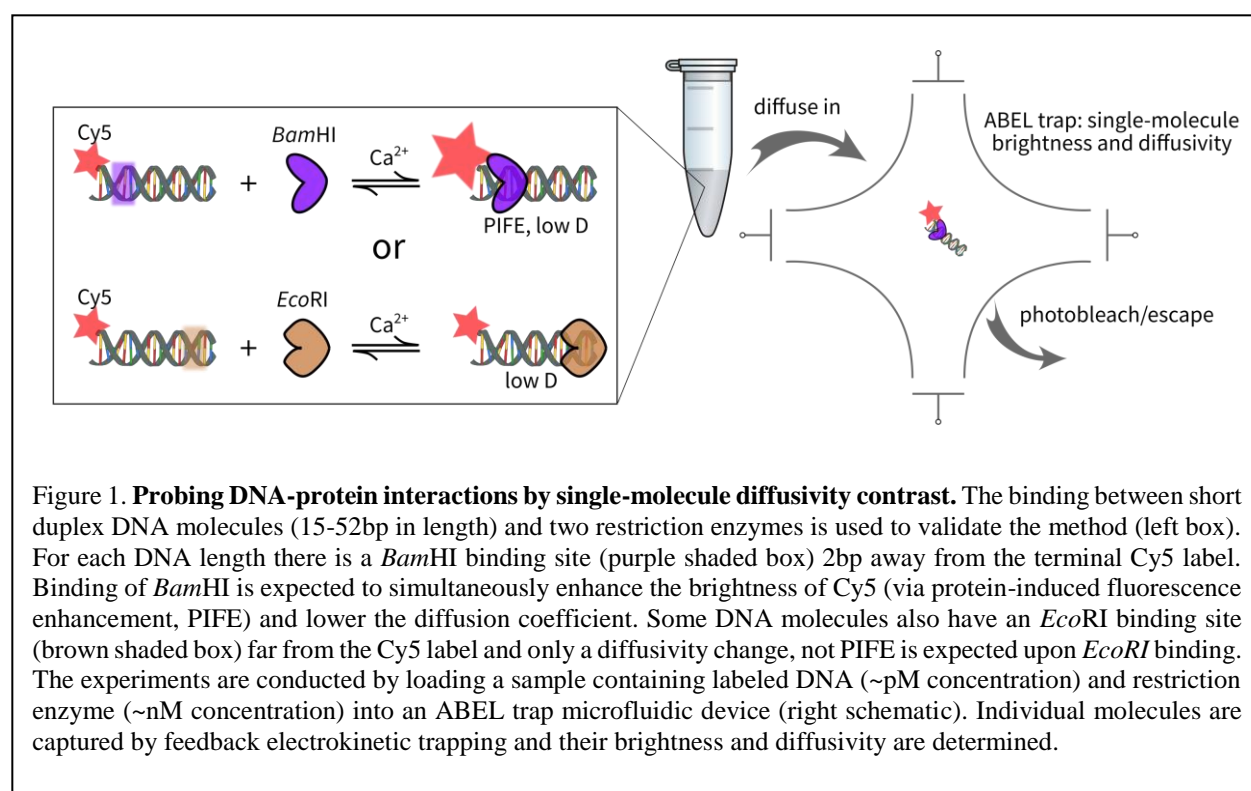 Cy5
BamHI
Ca2+
+
PIFE, low D
or
Cy5
EcoRI
Ca2+
+
low D
diffuse in
ABEL trap: single-molecule
brightness and diffusivity
photobleach/escape
Figure 1. Probing DNA-protein interactions by single-molecule diffusivity contrast. The binding between short
duplex DNA molecules (15-52bp in length) and two restriction enzymes is used to validate the method (left box).
For each DNA length there is a BamHI binding site (purple shaded box) 2bp away from the terminal Cy5 label.
Binding of BamHI is expected to simultaneously enhance the brightness of Cy5 (via protein-induced fluorescence
enhancement, PIFE) and lower the diffusion coefficient. Some DNA molecules also have an EcoRI binding site
(brown shaded box) far from the Cy5 label and only a diffusivity change, not PIFE is expected upon EcoRI binding.
The experiments are conducted by loading a sample containing labeled DNA (~pM concentration) and restriction
enzyme (~nM concentration) into an ABEL trap microfluidic device (right schematic). Individual molecules are
captured by feedback electrokinetic trapping and their brightness and diffusivity are determined.